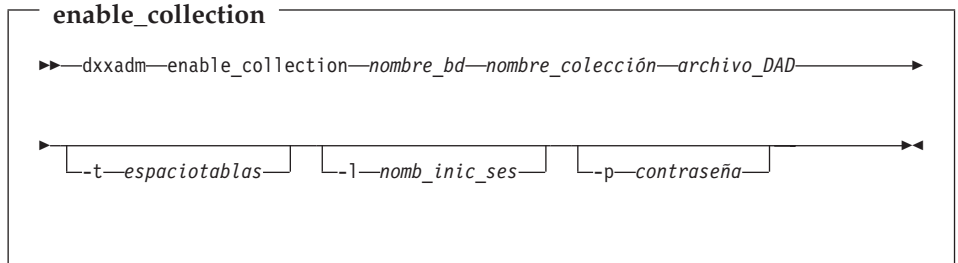 enable_collection
dxxadm enable_collection nombre_bd nombre_colección archivo_DAD
-t espaciotablas -l nomb_inic_ses -p contraseña